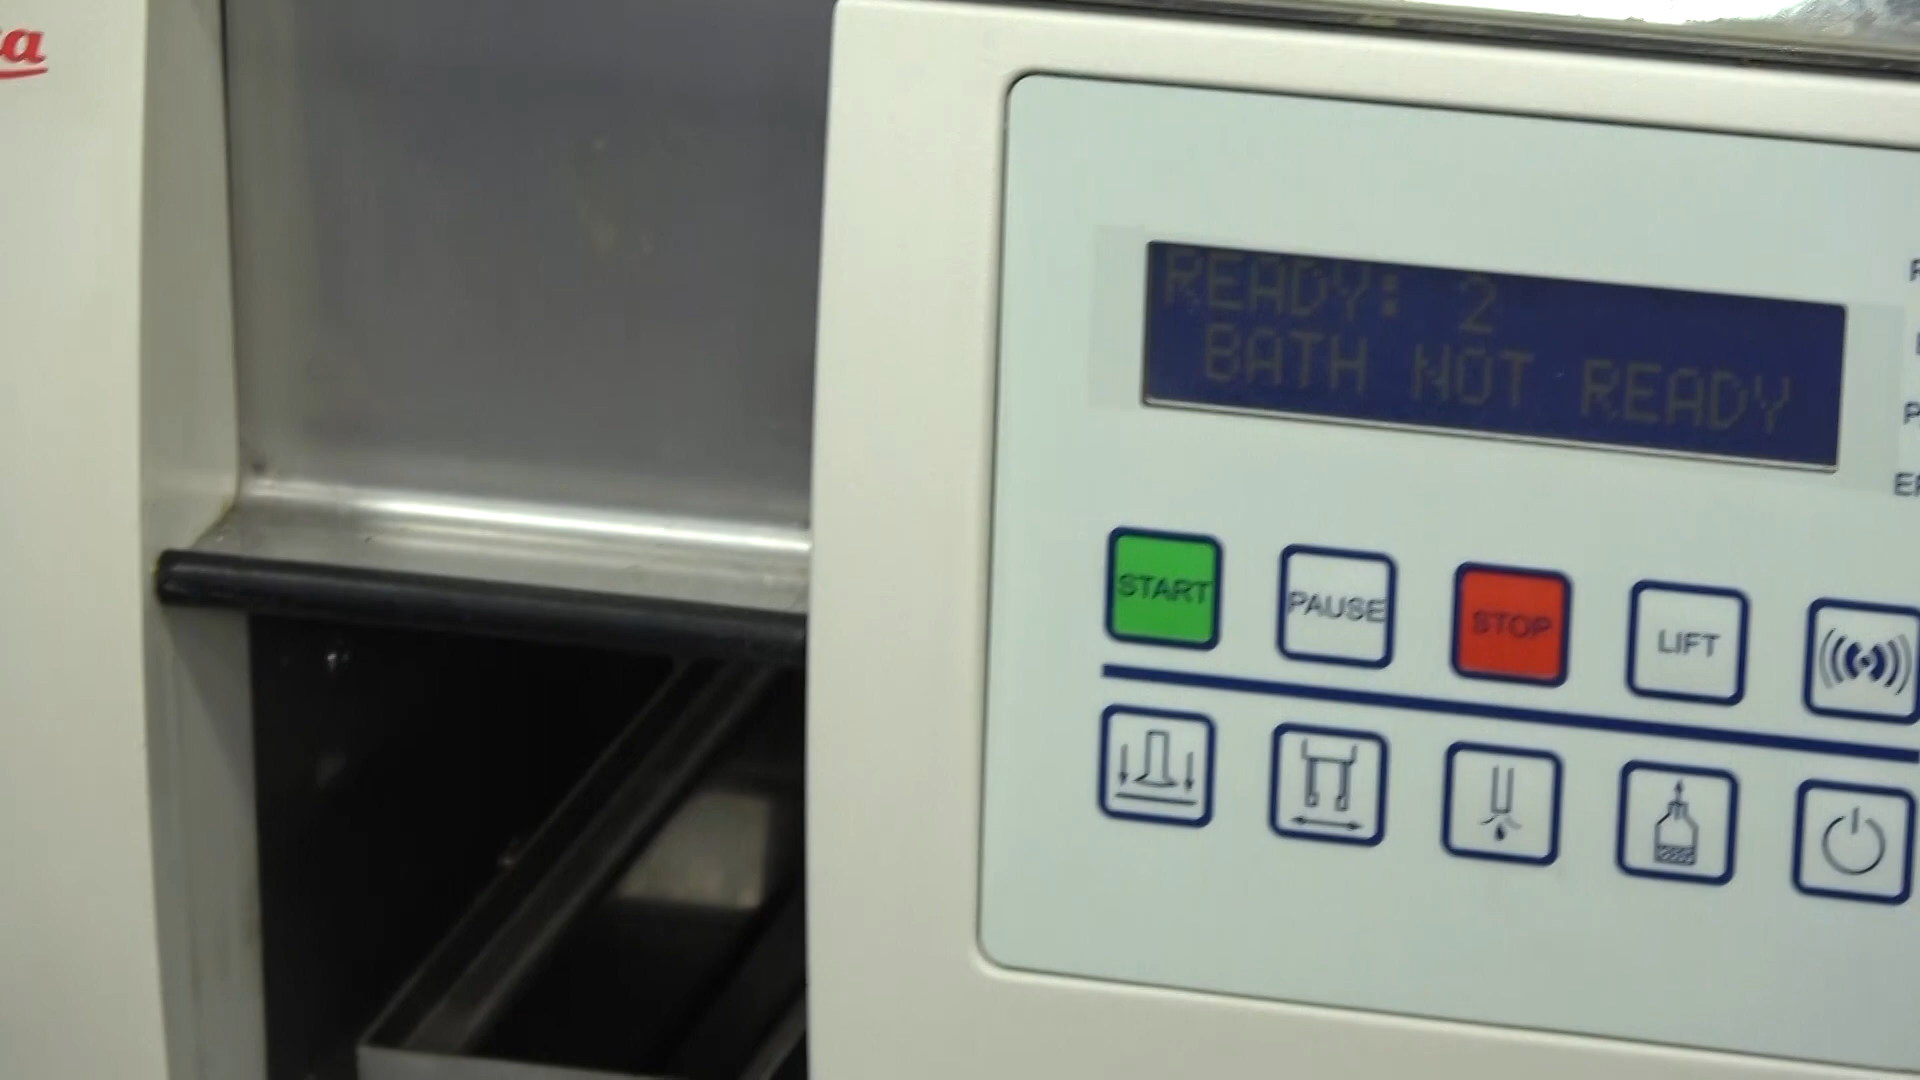 READY: 2
BATH NOT READY
START
PAUSE
STOP
LIFT